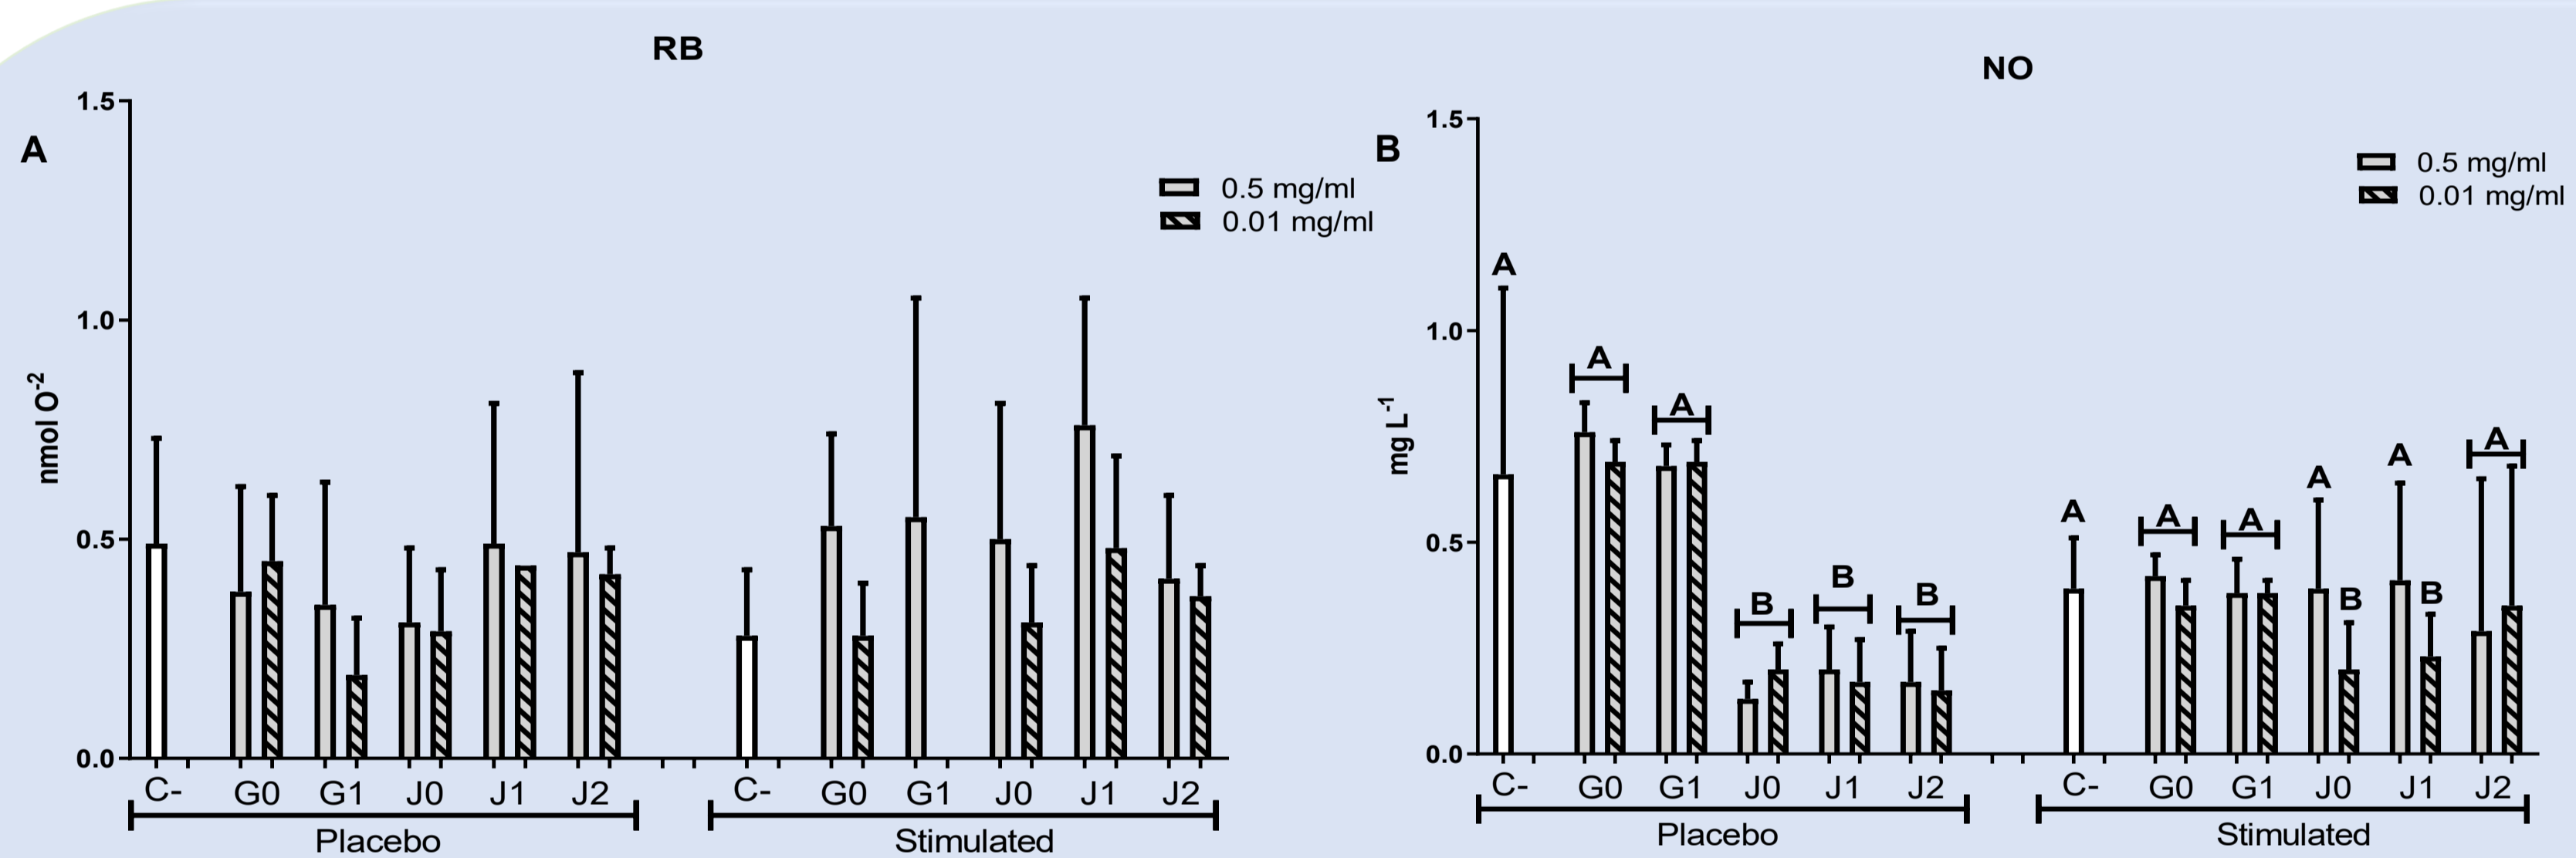 RB
A
1.5
1.0
0.5
0.0
nmol O-2
0.5 mg/ml
0.01 mg/ml
C- G0 G1 J0 J1 J2 C- G0 G1 J0 J1 J2
Placebo Stimulated
NO
B
1.5
1.0
0.5
0.0
mg L-1
0.5 mg/ml
0.01 mg/ml
A A A B B B A A A A B A B A
C- G0 G1 J0 J1 J2 C- G0 G1 J0 J1 J2
Placebo Stimulated